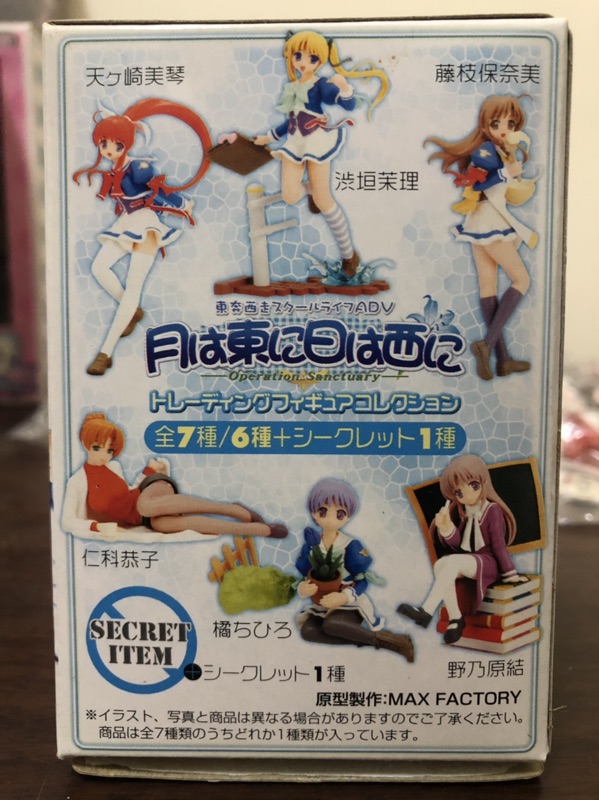 天ヶ崎美琴
藤枝保奈美
渋垣茉理
東奔西走スクールライフADV
月は東に日は西に
Operation Sanctuary
トレーディングフィギュアコレクション
全7種/6種+シークレット1種
仁科恭子
橘ちひろ
野乃原結
SECRET
ITEM
+シークレット1種
原型製作:MAX FACTORY
※イラスト、写真と商品は異なる場合がありますのでご了承ください。
商品は全7種類のうちどれか1種類が入っています。